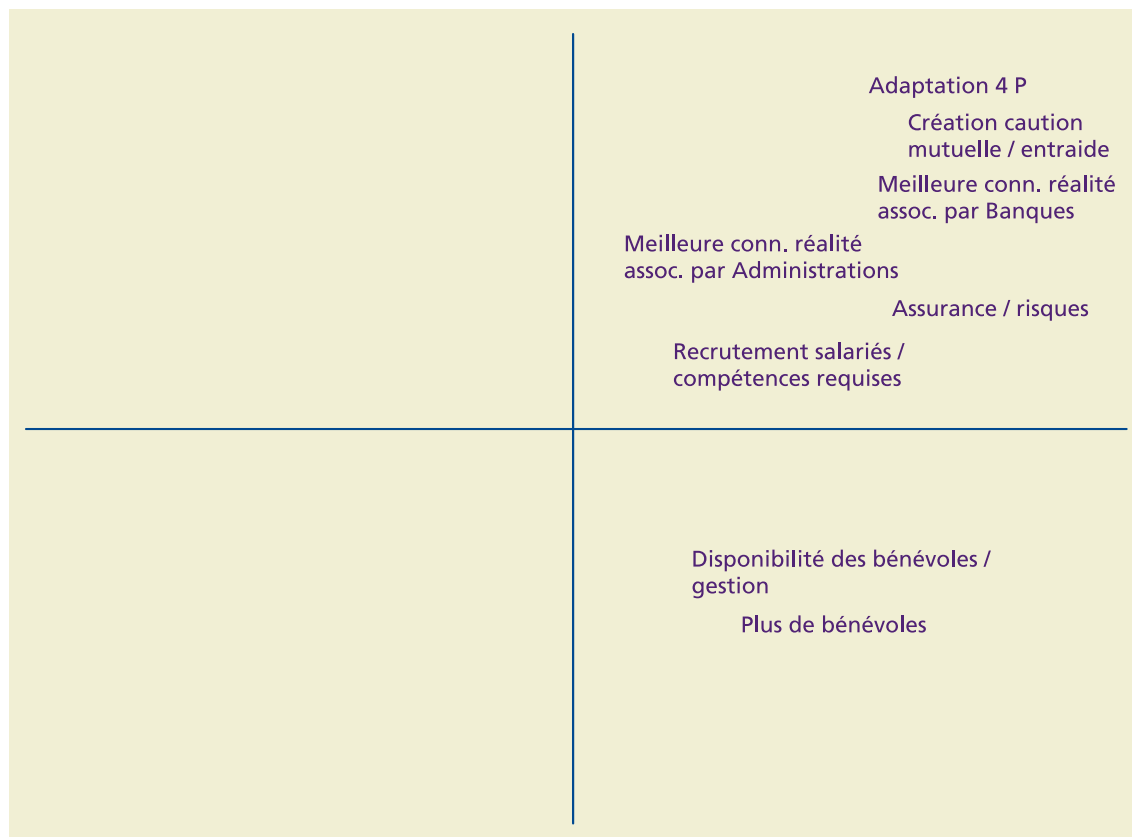 Adaptation 4 P
Création caution
mutuelle / entraide
Meilleure conn. réalité
assoc. par Banques
Meilleure conn. réalité
assoc. par Administrations
Assurance / risques
Recrutement salariés /
compétences requises
Disponibilité des bénévoles /
gestion
Plus de bénévoles